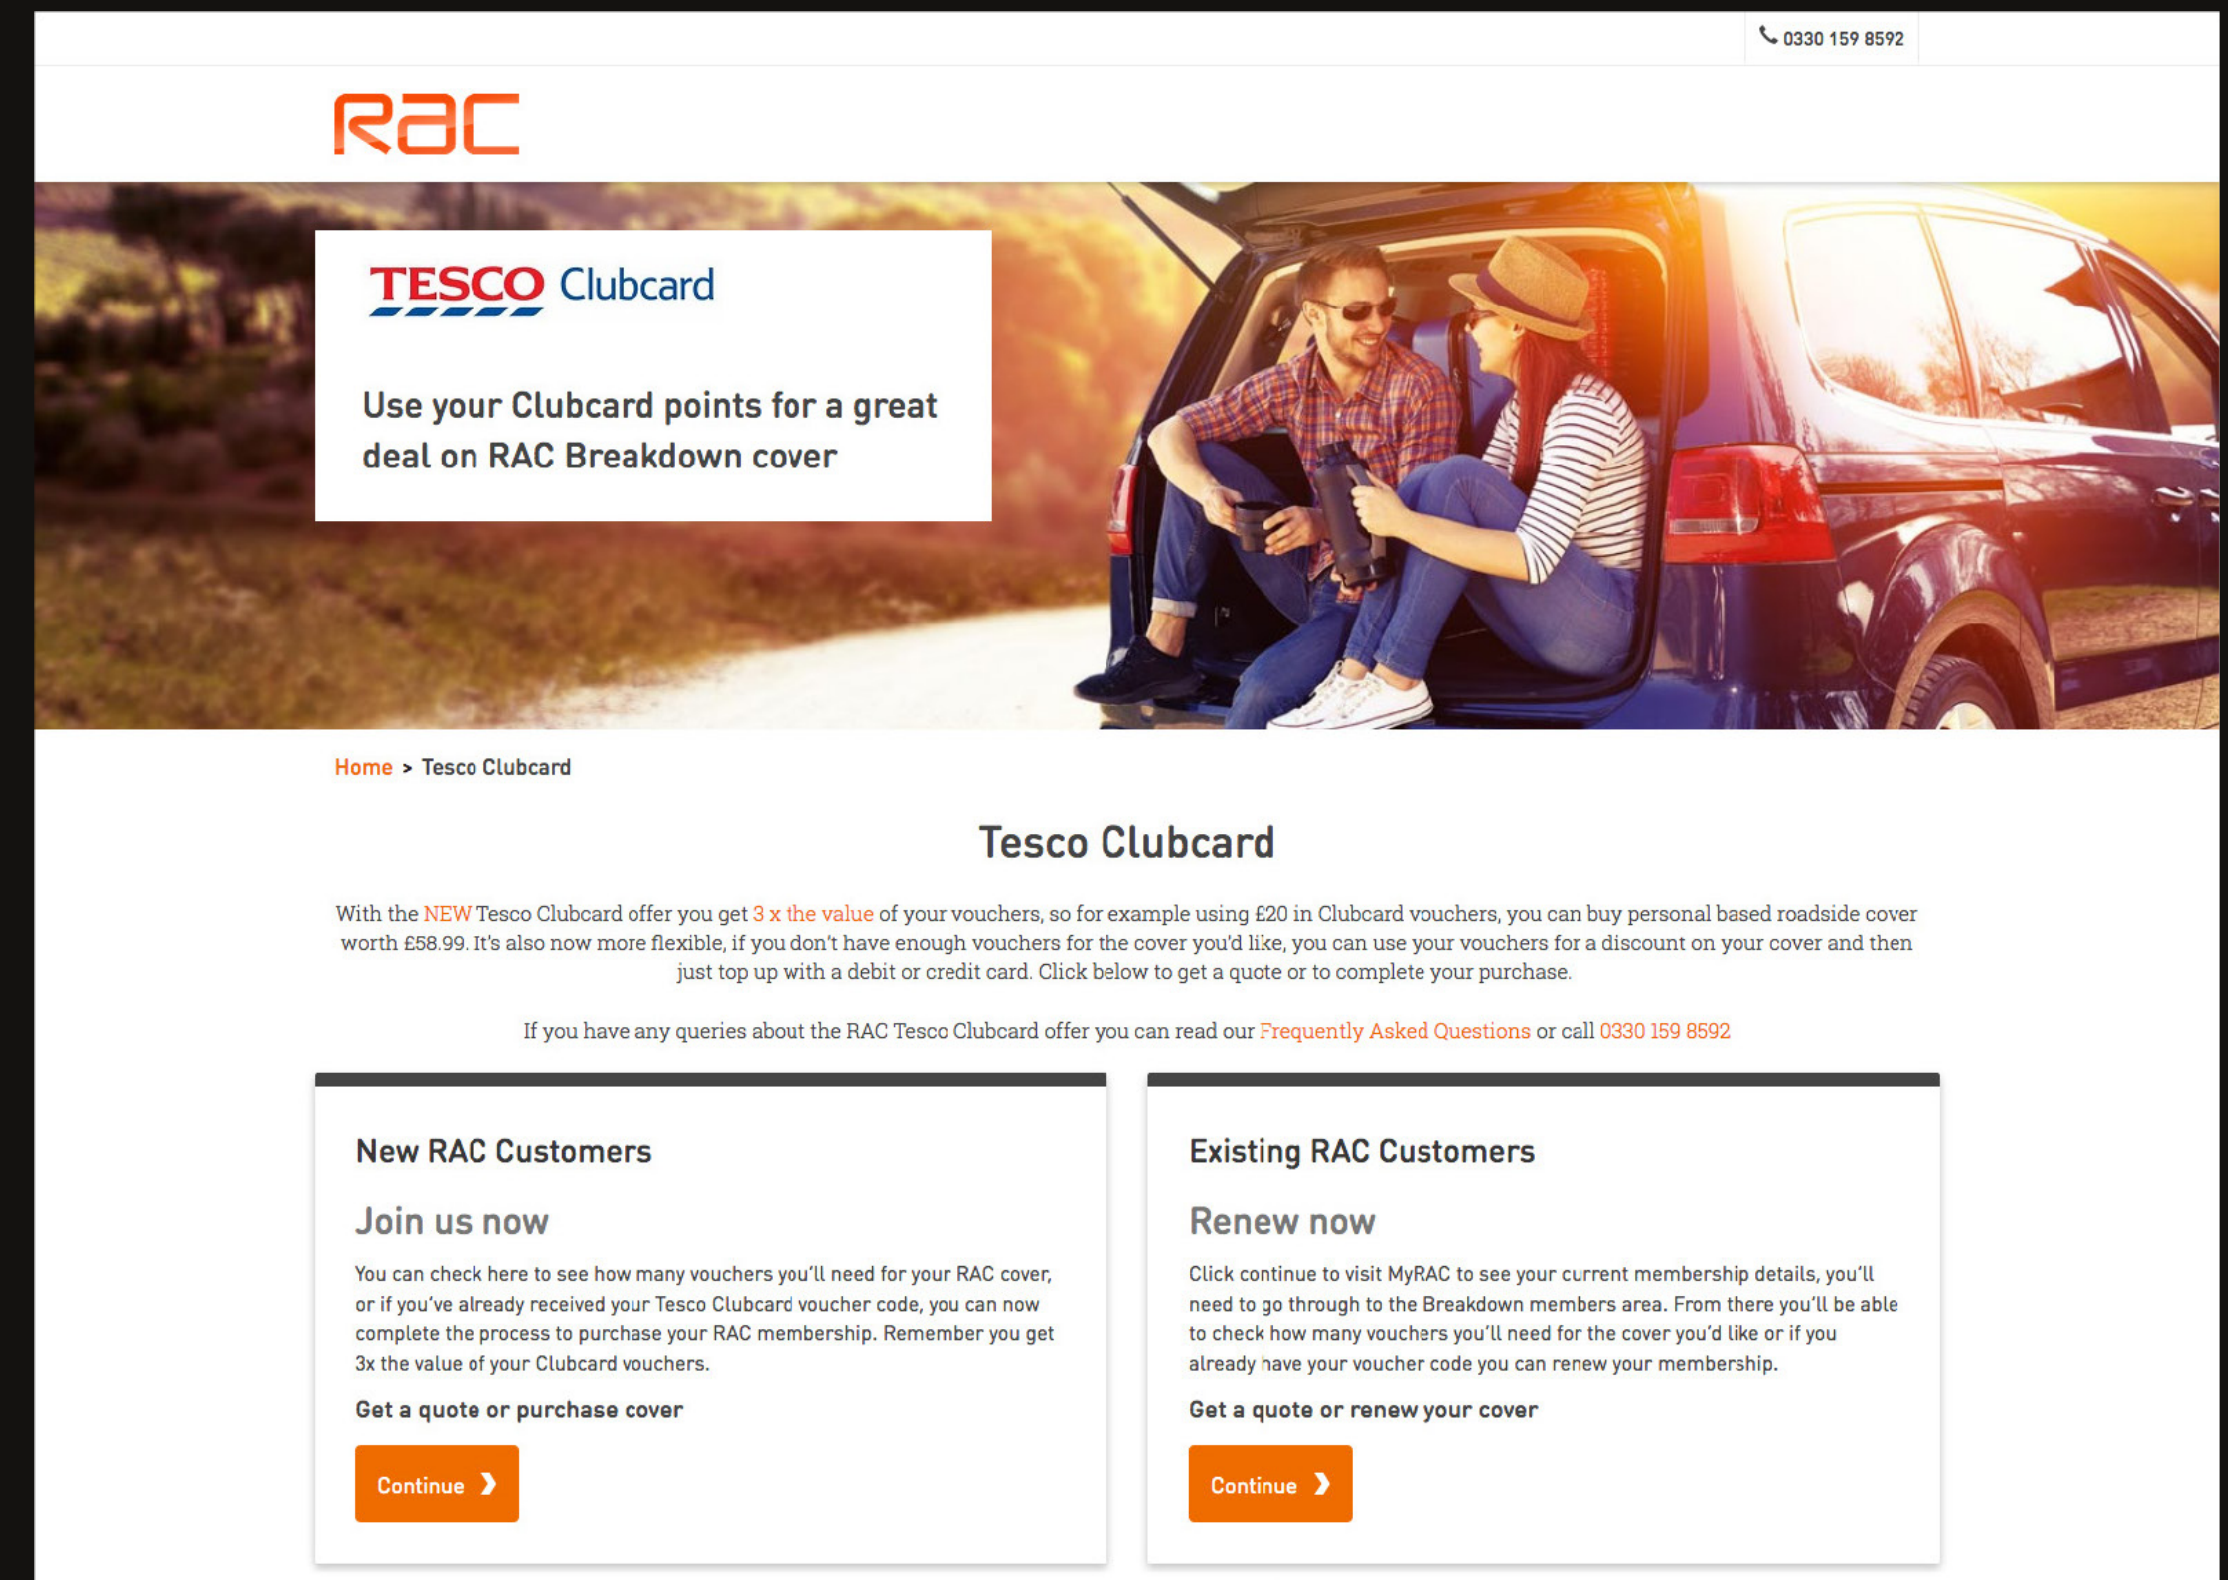 0330 159 8592
RAC
TESCO Clubcard
Use your Clubcard points for a great
deal on RAC Breakdown cover
Home > Tesco Clubcard
Tesco Clubcard
With the NEW Tesco Clubcard offer you get 3 x the value of your vouchers, so for example using £20 in Clubcard vouchers, you can buy personal based roadside cover
worth £58.99. It's also now more flexible, if you don't have enough vouchers for the cover you'd like, you can use your vouchers for a discount on your cover and then
just top up with a debit or credit card. Click below to get a quote or to complete your purchase.
If you have any queries about the RAC Tesco Clubcard offer you can read our Frequently Asked Questions or call 0330 159 8592
New RAC Customers
Join us now
You can check here to see how many vouchers you'll need for your RAC cover,
or if you've already received your Tesco Clubcard voucher code, you can now
complete the process to purchase your RAC membership. Remember you get
3x the value of your Clubcard vouchers.
Get a quote or purchase cover
Continue
Existing RAC Customers
Renew now
Click continue to visit MyRAC to see your current membership details, you'll
need to go through to the Breakdown members area. From there you'll be able
to check how many vouchers you'll need for the cover you'd like or if you
already have your voucher code you can renew your membership.
Get a quote or renew your cover
Continue